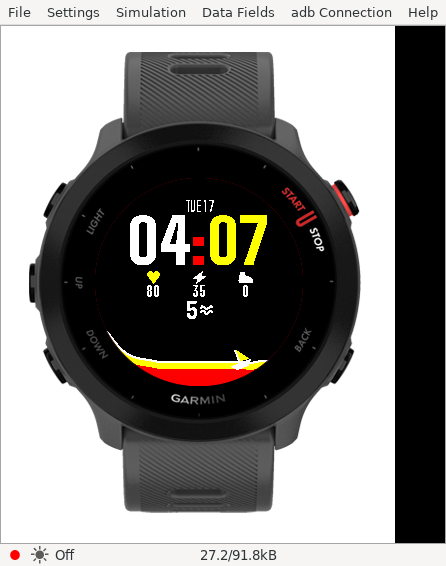 File Settings Simulation Data Fields adb Connection Help
START
STOP
LIGHT
TUE17
04:07
UP
80 35 0
5
DOWN
BACK
GARMIN
Off 27.2/91.8kB